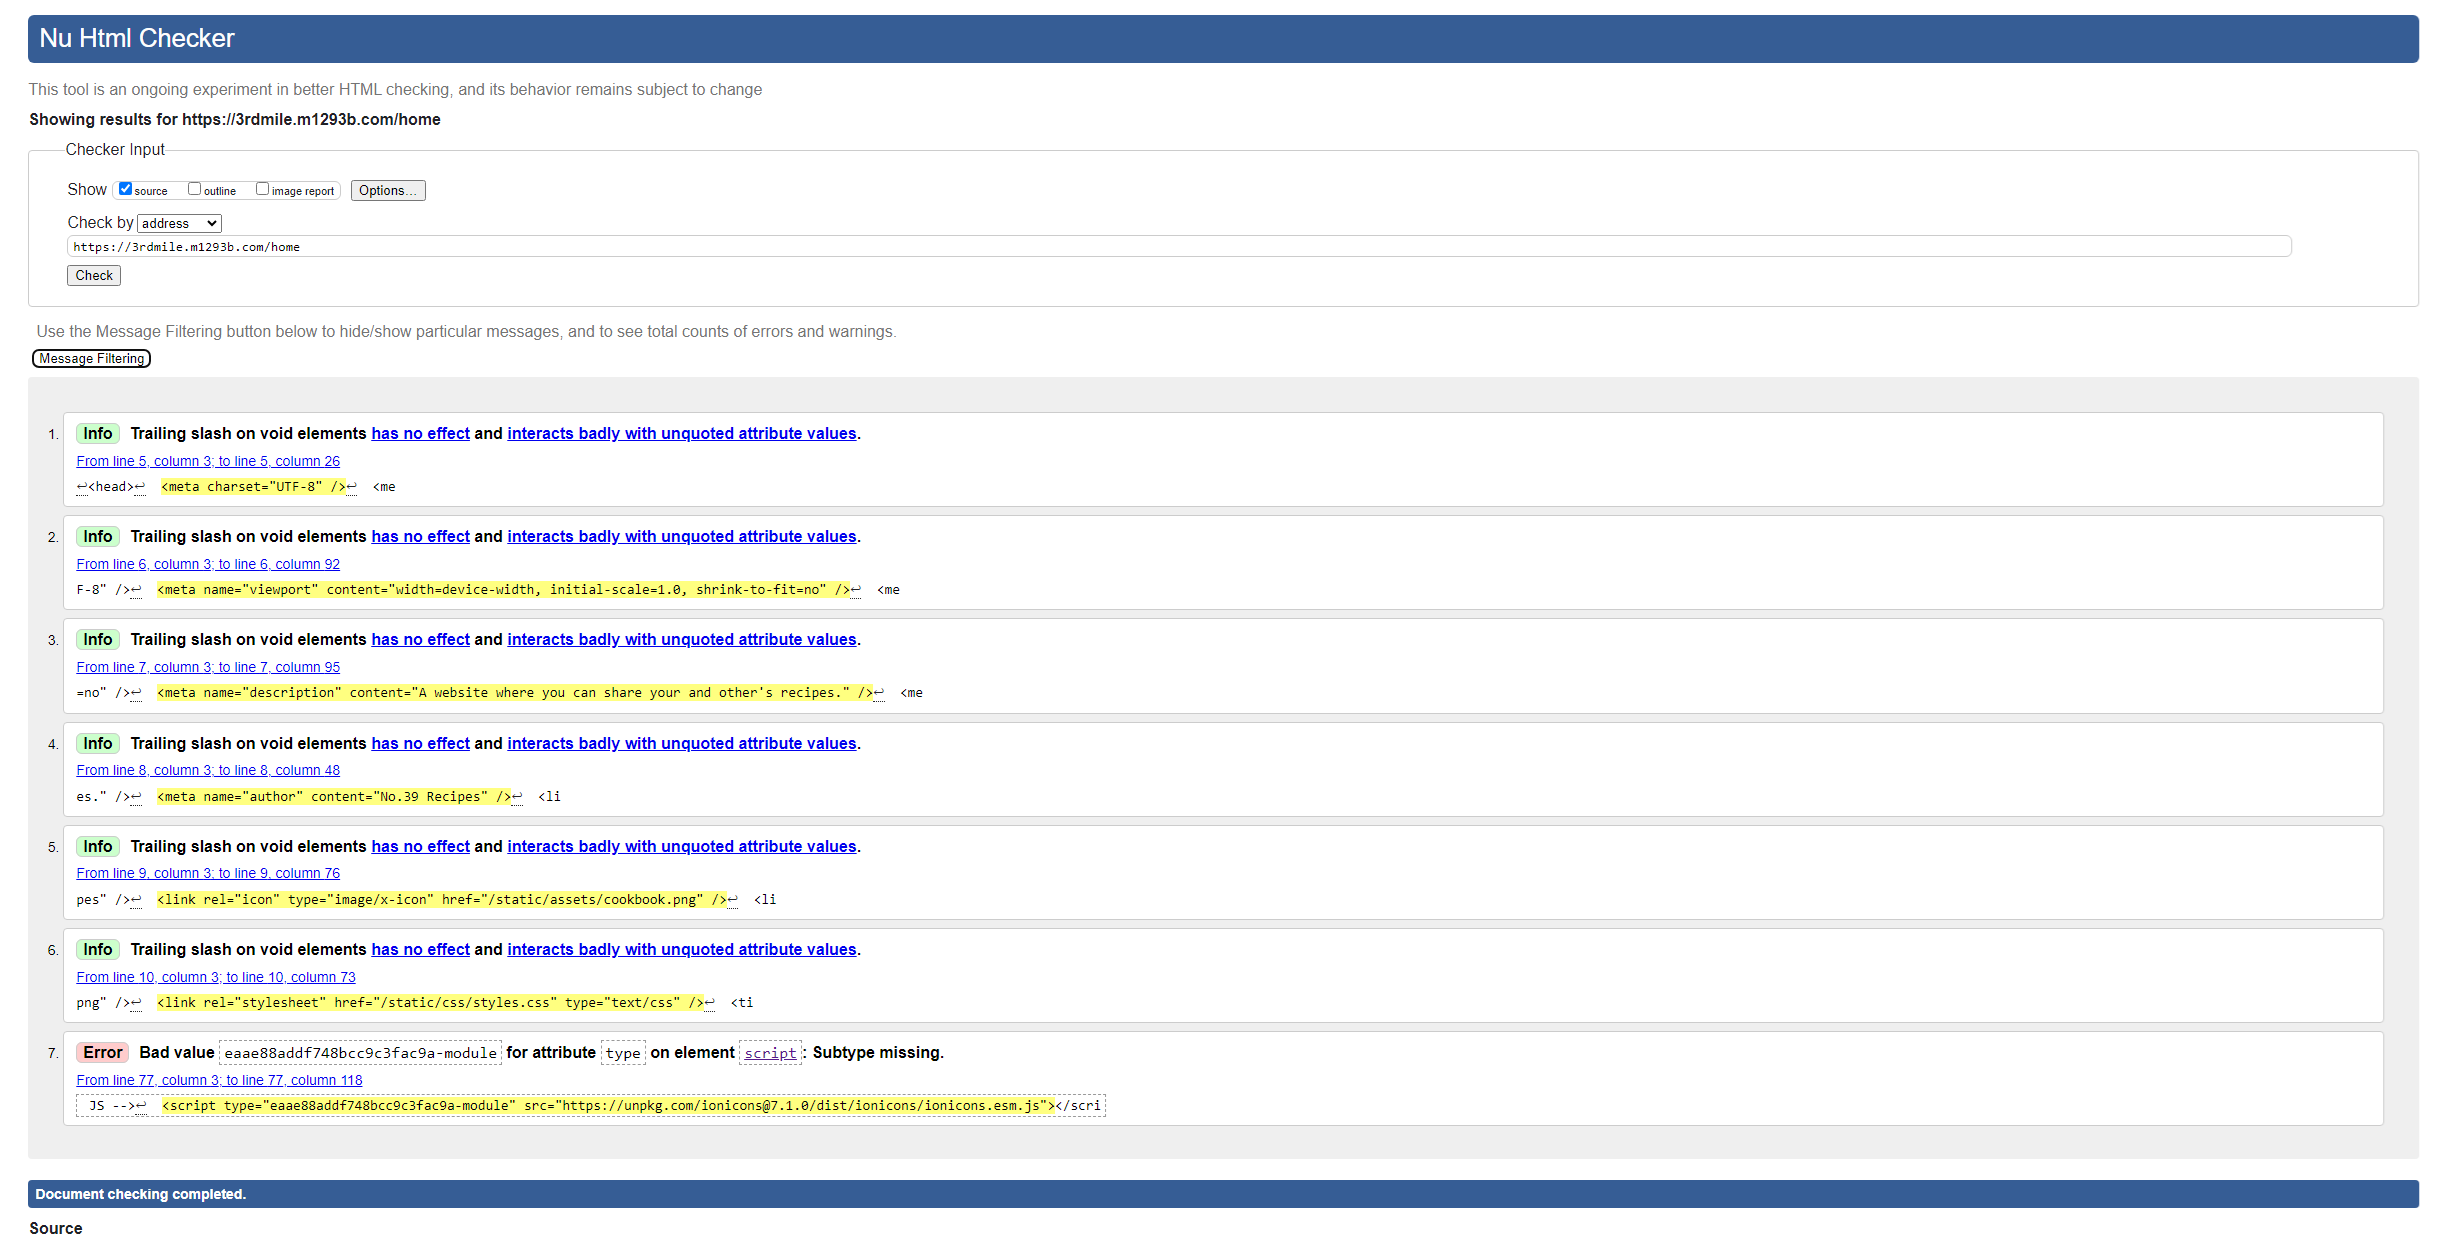 Nu Html Checker
This tool is an ongoing experiment in better HTML checking, and its behavior remains subject to change
Showing results for https://3rdmile.m1293b.com/home
Checker Input
Show source outline image report Options...
Check by address
https://3rdmile.m1293b.com/home
Check
Use the Message Filtering button below to hide/show particular messages, and to see total counts of errors and warnings.
Message Filtering
1. Info Trailing slash on void elements has no effect and interacts badly with unquoted attribute values.
From line 5, column 3; to line 5, column 26
↩<head>↩ <meta charset="UTF-8" />↩ <me
2. Info Trailing slash on void elements has no effect and interacts badly with unquoted attribute values.
From line 6, column 3; to line 6, column 92
F-8" />↩ <meta name="viewport" content="width=device-width, initial-scale=1.0, shrink-to-fit=no" />↩ <me
3. Info Trailing slash on void elements has no effect and interacts badly with unquoted attribute values.
From line 7, column 3; to line 7, column 95
=no" />↩ <meta name="description" content="A website where you can share your and other's recipes." />↩ <me
4. Info Trailing slash on void elements has no effect and interacts badly with unquoted attribute values.
From line 8, column 3; to line 8, column 48
es." />↩ <meta name="author" content="No.39 Recipes" />↩ <li
5. Info Trailing slash on void elements has no effect and interacts badly with unquoted attribute values.
From line 9, column 3; to line 9, column 76
pes" />↩ <link rel="icon" type="image/x-icon" href="/static/assets/cookbook.png" />↩ <li
6. Info Trailing slash on void elements has no effect and interacts badly with unquoted attribute values.
From line 10, column 3; to line 10, column 73
png" />↩ <link rel="stylesheet" href="/static/css/styles.css" type="text/css" />↩ <ti
7. Error Bad value eaae88addf748bcc9c3fac9a-module for attribute type on element script: Subtype missing.
From line 77, column 3; to line 77, column 118
JS -->↩ <script type="eaae88addf748bcc9c3fac9a-module" src="https://unpkg.com/ionicons@7.1.0/dist/ionicons/ionicons.esm.js"></scri
Document checking completed.
Source